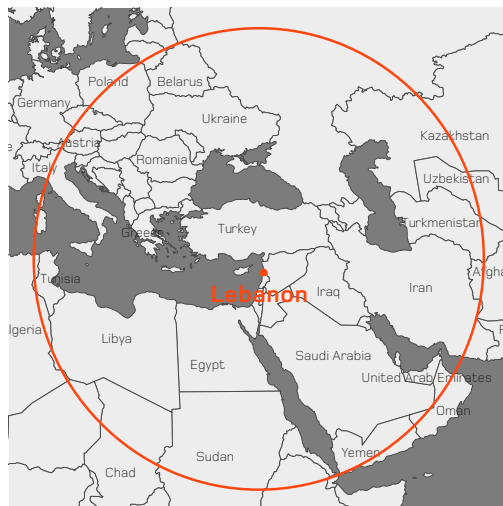 Poland
Belarus
Germany
Ukraine
Kazakhstan
Austria
e
Romania
Italy
Uzbekistan
Turkmenistan
Greece
Turkey
Tunisia
Afgha
Iran
Iraq
Lebanon
lgeria
Libya
Saudi Arabia
Egypt
United Arab Emirates
Oman
Yemen
Sudan
Chad